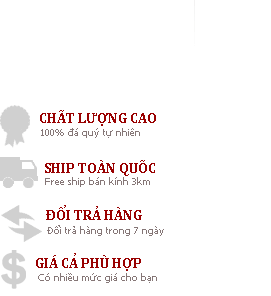 CHẤT LƯỢNG CAO
100% đá quý tự nhiên
SHIP TOÀN QUỐC
Free ship bán kính 3km
ĐỔI TRẢ HÀNG
Đổi trả hàng trong 7 ngày
GIÁ CẢ PHÙ HỢP
Có nhiều mức giá cho bạn